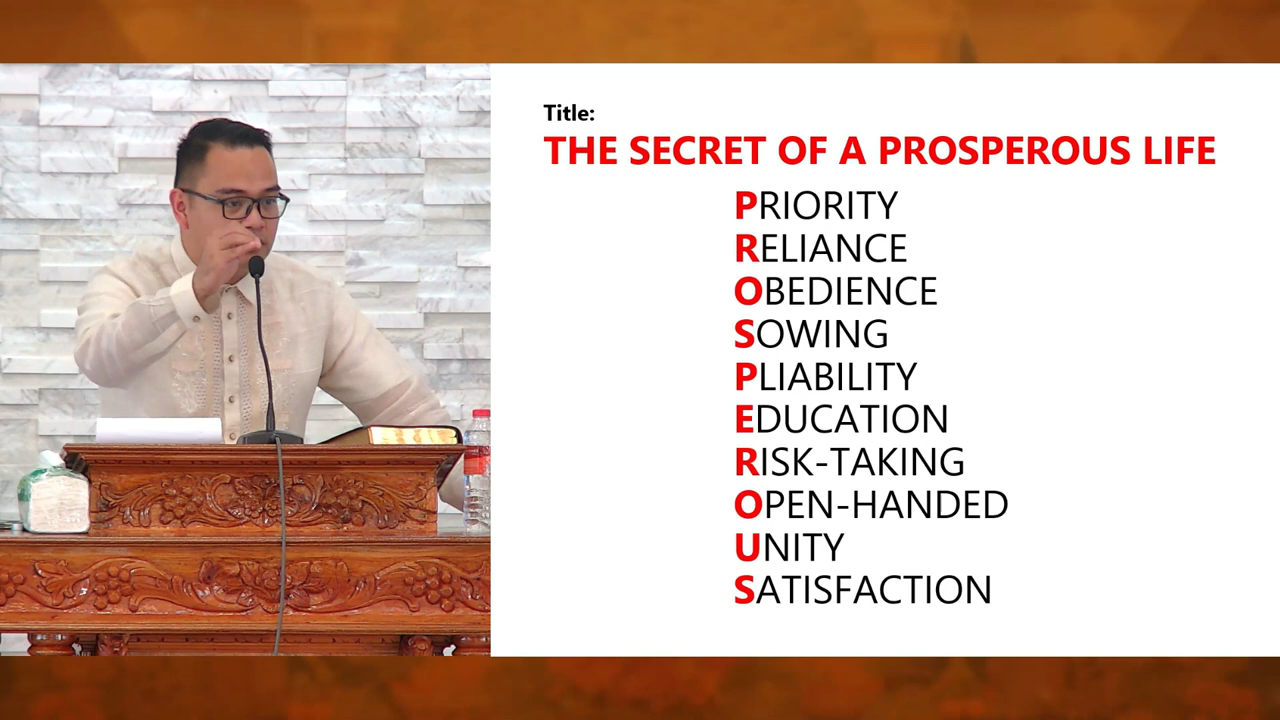 Title:
THE SECRET OF A PROSPEROUS LIFE
PRIORITY
RELIANCE
OBEDIENCE
SOWING
PLIABILITY
EDUCATION
RISK-TAKING
OPEN-HANDED
UNITY
SATISFACTION